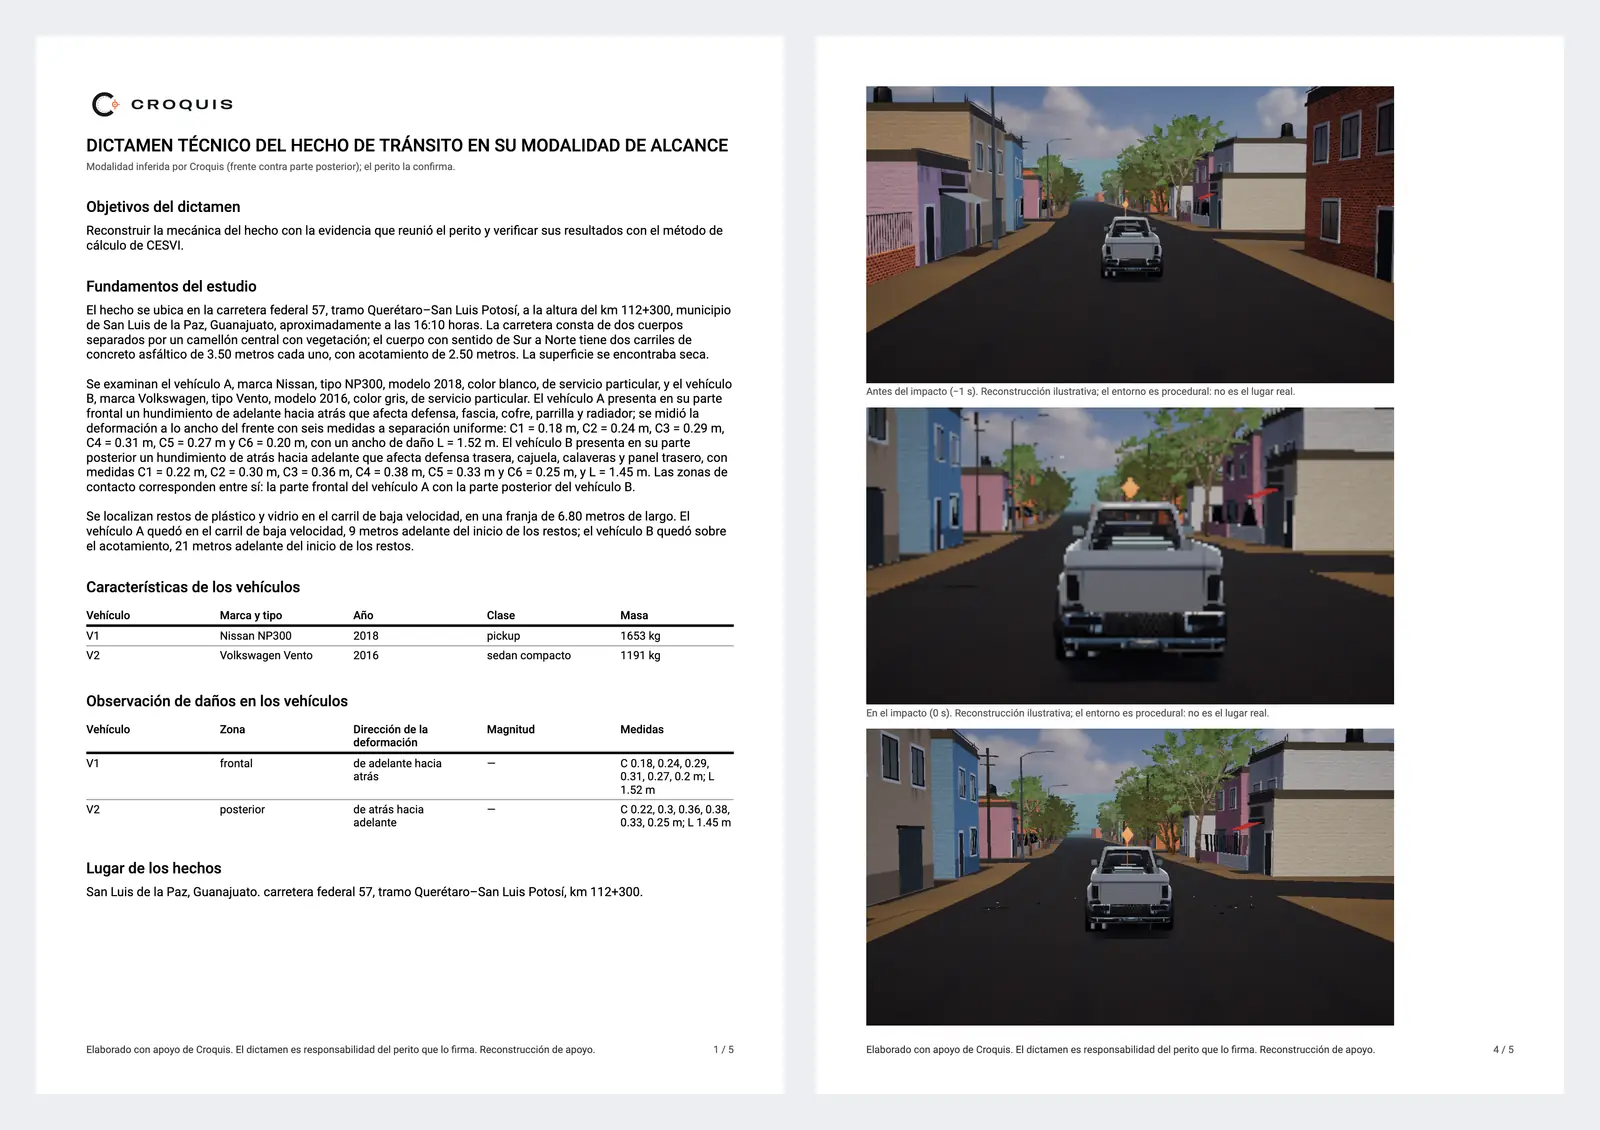 CROQUIS
DICTAMEN TÉCNICO DEL HECHO DE TRÁNSITO EN SU MODALIDAD DE ALCANCE
Modalidad inferida por Croquis (frente contra parte posterior); el perito la confirma.
Objetivos del dictamen
Reconstruir la mecánica del hecho con la evidencia que reunió el perito y verificar sus resultados con el método de
cálculo de CESVI.
Fundamentos del estudio
El hecho se ubica en la carretera federal 57, tramo Querétaro–San Luis Potosí, a la altura del km 112+300, municipio
de San Luis de la Paz, Guanajuato, aproximadamente a las 16:10 horas. La carretera consta de dos cuerpos
separados por un camellón central con vegetación; el cuerpo con sentido de Sur a Norte tiene dos carriles de
concreto asfáltico de 3.50 metros cada uno, con acotamiento de 2.50 metros. La superficie se encontraba seca.
Se examinan el vehículo A, marca Nissan, tipo NP300, modelo 2018, color blanco, de servicio particular, y el vehículo
B, marca Volkswagen, tipo Vento, modelo 2016, color gris, de servicio particular. El vehículo A presenta en su parte
frontal un hundimiento de adelante hacia atrás que afecta defensa, fascia, cofre, parrilla y radiador; se midió la
deformación a lo ancho del frente con seis medidas a separación uniforme: C1 = 0.18 m, C2 = 0.24 m, C3 = 0.29 m,
C4 = 0.31 m, C5 = 0.27 m y C6 = 0.20 m, con un ancho de daño L = 1.52 m. El vehículo B presenta en su parte
posterior un hundimiento de atrás hacia adelante que afecta defensa trasera, cajuela, calaveras y panel trasero, con
medidas C1 = 0.22 m, C2 = 0.30 m, C3 = 0.36 m, C4 = 0.38 m, C5 = 0.33 m y C6 = 0.25 m, y L = 1.45 m. Las zonas de
contacto corresponden entre sí: la parte frontal del vehículo A con la parte posterior del vehículo B.
Se localizan restos de plástico y vidrio en el carril de baja velocidad, en una franja de 6.80 metros de largo. El
vehículo A quedó en el carril de baja velocidad, 9 metros adelante del inicio de los restos; el vehículo B quedó sobre
el acotamiento, 21 metros adelante del inicio de los restos.
Características de los vehículos
Vehículo Marca y tipo Año Clase Masa
V1 Nissan NP300 2018 pickup 1653 kg
V2 Volkswagen Vento 2016 sedan compacto 1191 kg
Observación de daños en los vehículos
Vehículo Zona Dirección de la Magnitud Medidas
deformación
V1 frontal de adelante hacia — C 0.18, 0.24, 0.29,
atrás 0.31, 0.27, 0.2 m; L
1.52 m
V2 posterior de atrás hacia — C 0.22, 0.3, 0.36, 0.38,
adelante 0.33, 0.25 m; L 1.45 m
Lugar de los hechos
San Luis de la Paz, Guanajuato. carretera federal 57, tramo Querétaro–San Luis Potosí, km 112+300.
Elaborado con apoyo de Croquis. El dictamen es responsabilidad del perito que lo firma. Reconstrucción de apoyo. 1 / 5
Antes del impacto (−1 s). Reconstrucción ilustrativa; el entorno es procedural: no es el lugar real.
En el impacto (0 s). Reconstrucción ilustrativa; el entorno es procedural: no es el lugar real.
Elaborado con apoyo de Croquis. El dictamen es responsabilidad del perito que lo firma. Reconstrucción de apoyo. 4 / 5